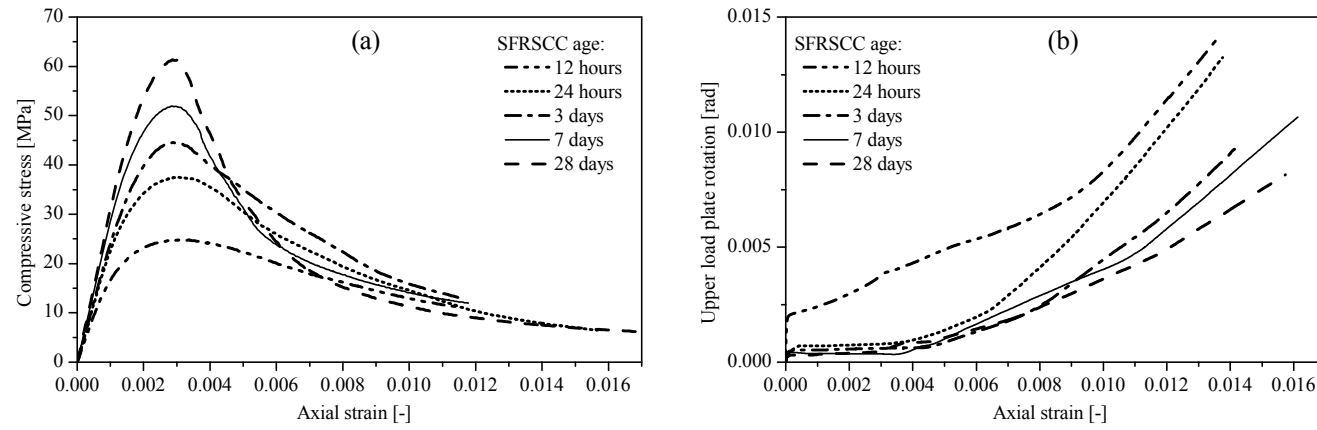 (a)
SFRSCC age:
12 hours
24 hours
3 days
7 days
28 days
Compressive stress [MPa]
70
60
50
40
30
20
10
0
0.000 0.002 0.004 0.006 0.008 0.010 0.012 0.014 0.016
Axial strain [-]
(b)
SFRSCC age:
12 hours
24 hours
3 days
7 days
28 days
Upper load plate rotation [rad]
0.015
0.010
0.005
0.000
0.000 0.002 0.004 0.006 0.008 0.010 0.012 0.014 0.016
Axial strain [-]